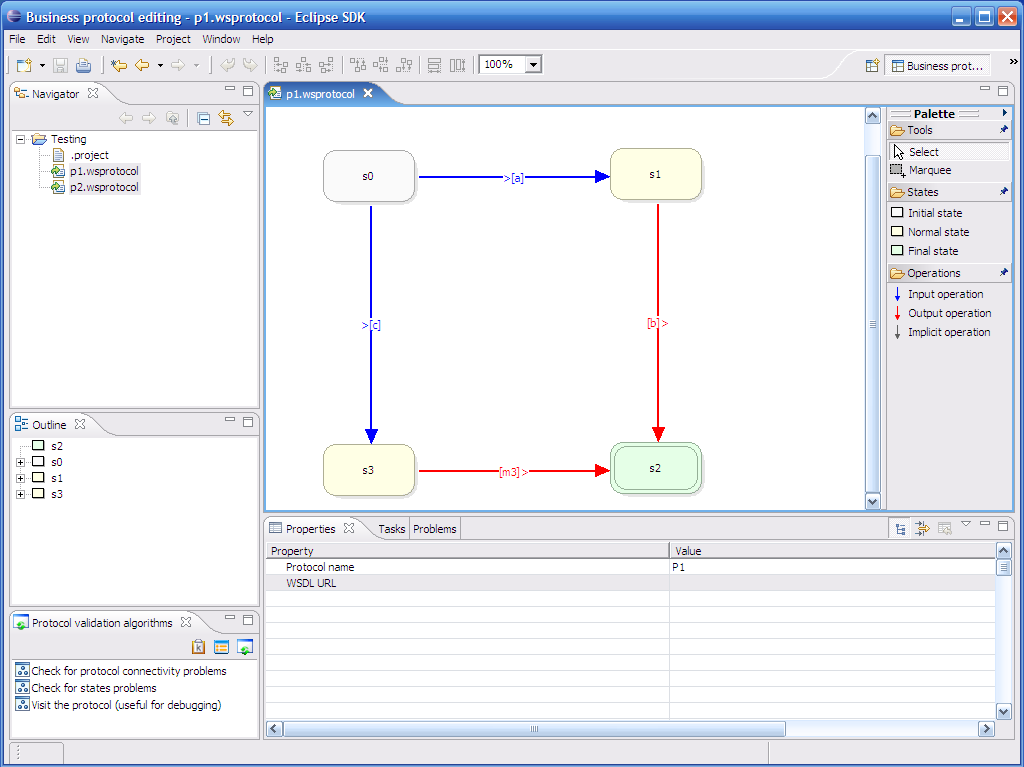 Business protocol editing - p1.wsprotocol - Eclipse SDK
File Edit View Navigate Project Window Help
100%
Business prot...
»
Navigator
Testing
.project
p1.wsprotocol
p2.wsprotocol
p1.wsprotocol
s0
>[a]
s1
>[c]
[b]>
s3
[m3]>
s2
Palette
Tools
Select
Marquee
States
Initial state
Normal state
Final state
Operations
Input operation
Output operation
Implicit operation
Outline
s2
s0
s1
s3
Properties Tasks Problems
Property Value
Protocol name P1
WSDL URL
Protocol validation algorithms
Check for protocol connectivity problems
Check for states problems
Visit the protocol (useful for debugging)